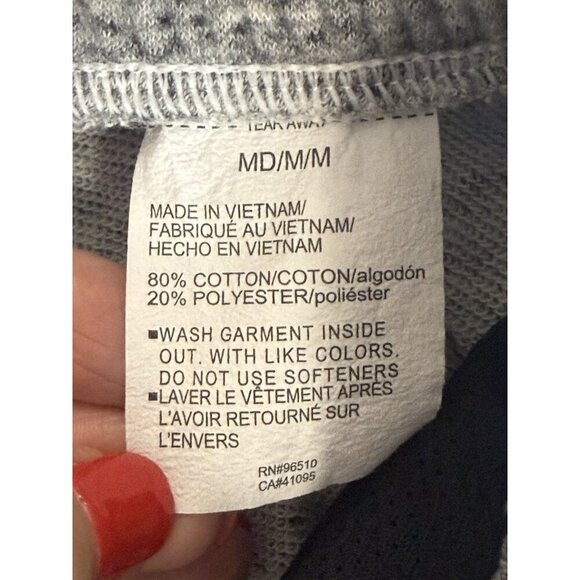 TEAR AWAY
MD/M/M
MADE IN VIETNAM/
FABRIQUÉ AU VIETNAM/
HECHO EN VIETNAM
80% COTTON/COTON/algodón
20% POLYESTER/poliéster
▪WASH GARMENT INSIDE
OUT. WITH LIKE COLORS.
DO NOT USE SOFTENERS
▪LAVER LE VÊTEMENT APRÈS
L'AVOIR RETOURNÉ SUR
L'ENVERS
RN#96510
CA#41095